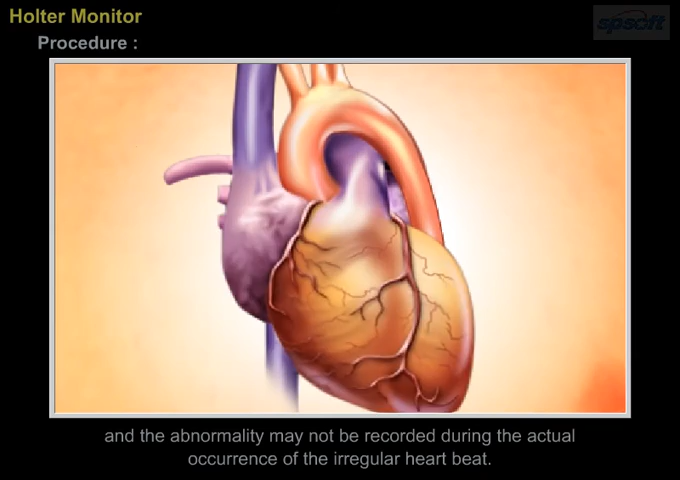 Holter Monitor
spsoft
Procedure :
and the abnormality may not be recorded during the actual
occurrence of the irregular heart beat.